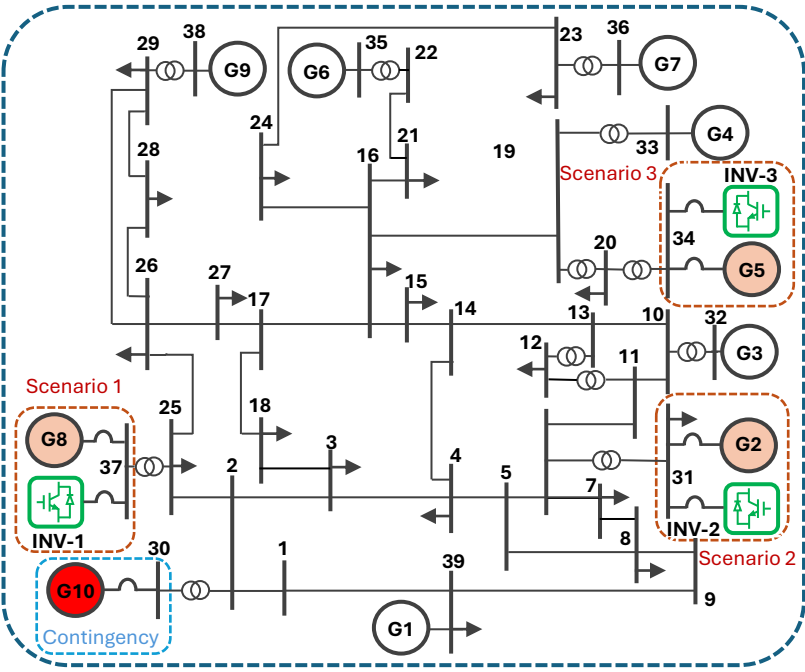 38
29
G9
35
G6
22
23
36
G7
24
28
16
21
19
33
G4
Scenario 3
INV-3
34
20
G5
26
27
17
15
14
13
10
32
12
11
G3
Scenario 1
25
G8
37
INV-1
18
3
2
4
5
7
8
31
G2
INV-2
Scenario 2
30
1
39
9
G10
Contingency
G1